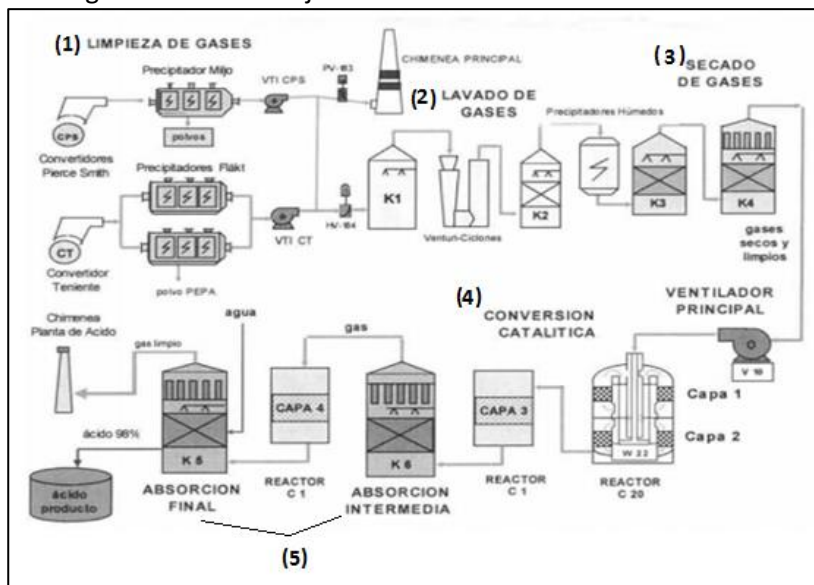 (1) LIMPIEZA DE GASES
Precipitador Miljo
VTI CPS
PV-183
CHIMENEA PRINCIPAL
(3) SECADO
DE GASES
(2) LAVADO DE
GASES
Precipitadores Húmedos
CPS
polvos
Convertidores
Pierce Smith
Precipitadores Fläkt
K1
K2
K3
K4
CT
VTI CT
HV-184
Venturi-Ciclones
gases
secos y
limpios
Convertidor
Teniente
polvo PEPA
Chimenea
Planta de Acido
agua
(4) CONVERSION
CATALITICA
VENTILADOR
PRINCIPAL
gas limpio
gas
V 10
CAPA 4
CAPA 3
Capa 1
Capa 2
ácido 98%
K 5
K 6
W 22
ácido
producto
ABSORCION
FINAL
REACTOR
C 1
ABSORCION
INTERMEDIA
REACTOR
C 1
REACTOR
C 20
(5)